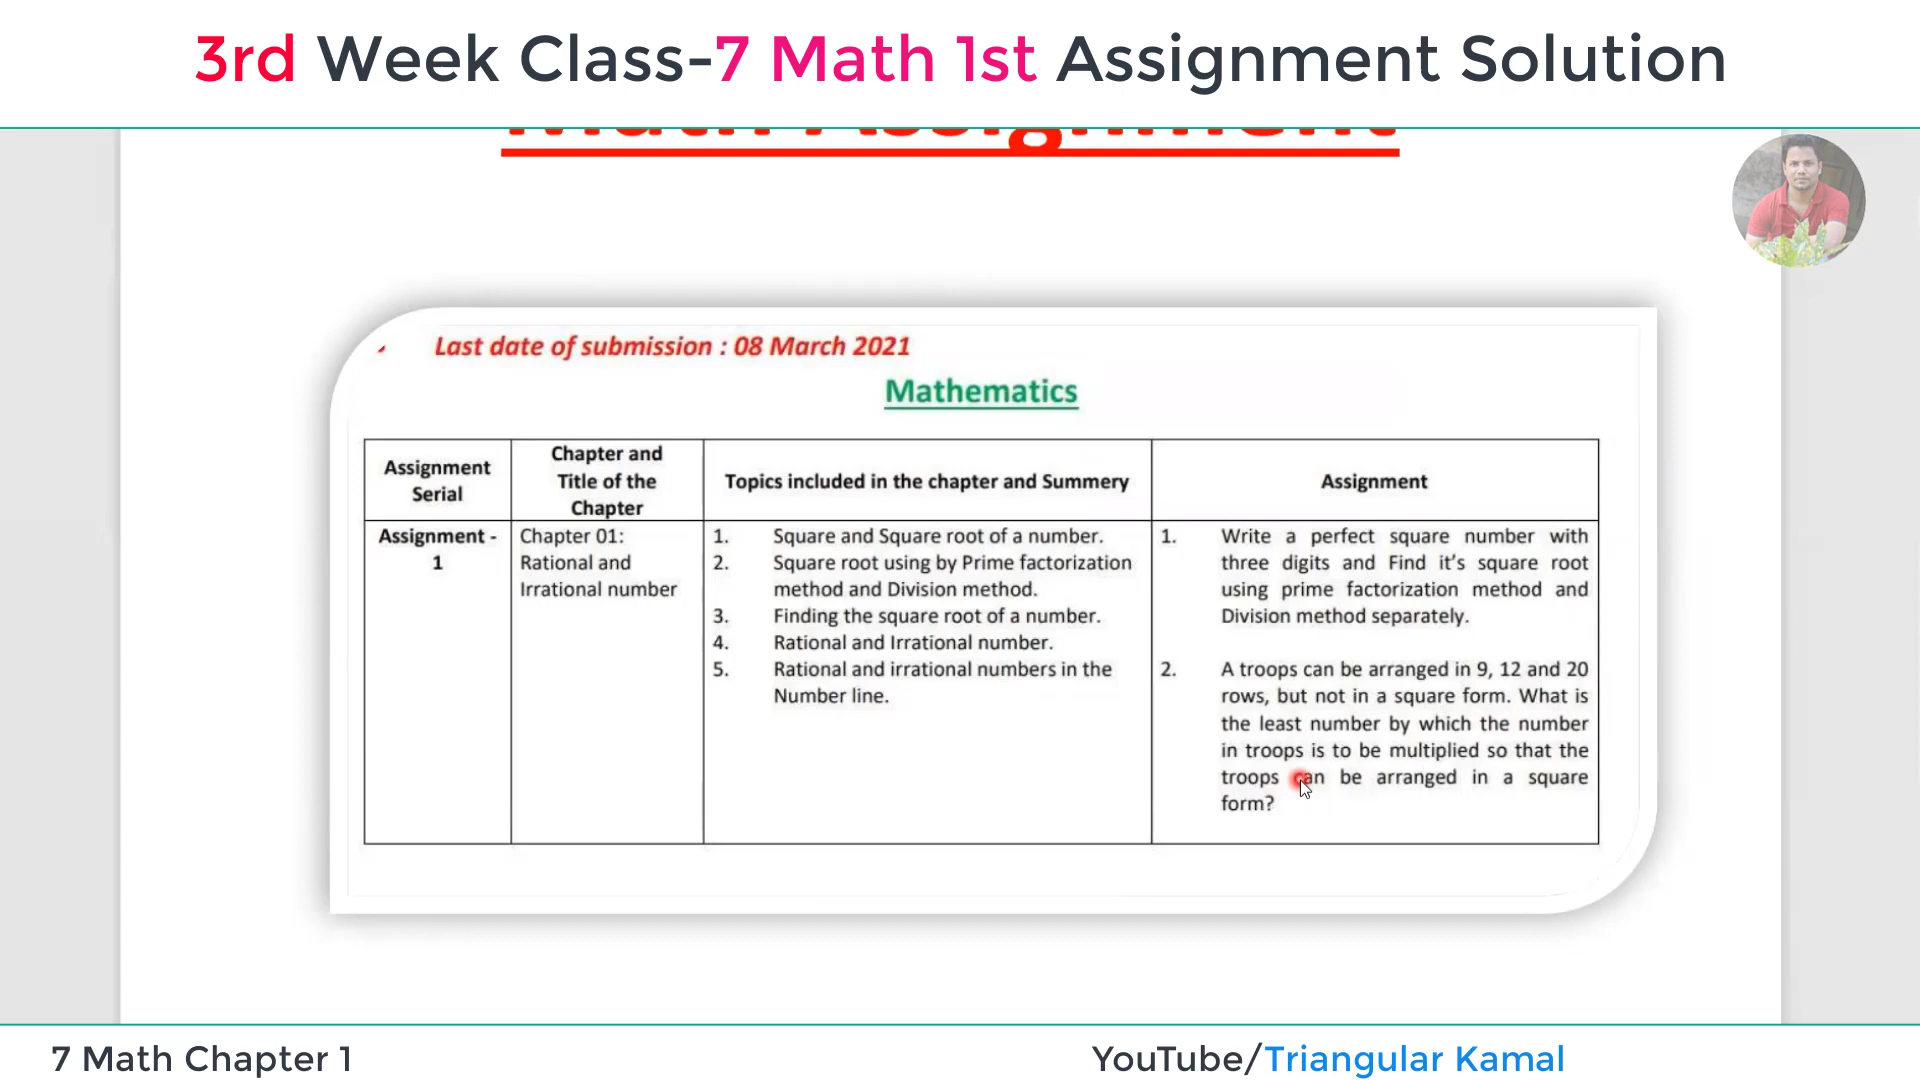 3rd Week Class-7 Math 1st Assignment Solution
Math Assignment
Last date of submission : 08 March 2021
Mathematics
Assignment
Serial
Chapter and
Title of the
Chapter
Topics included in the chapter and Summery
Assignment
Assignment -
1
Chapter 01:
Rational and
Irrational number
1. Square and Square root of a number.
2. Square root using by Prime factorization
method and Division method.
3. Finding the square root of a number.
4. Rational and Irrational number.
5. Rational and irrational numbers in the
Number line.
1. Write a perfect square number with
three digits and Find it's square root
using prime factorization method and
Division method separately.
2. A troops can be arranged in 9, 12 and 20
rows, but not in a square form. What is
the least number by which the number
in troops is to be multiplied so that the
troops can be arranged in a square
form?
7 Math Chapter 1
YouTube/Triangular Kamal